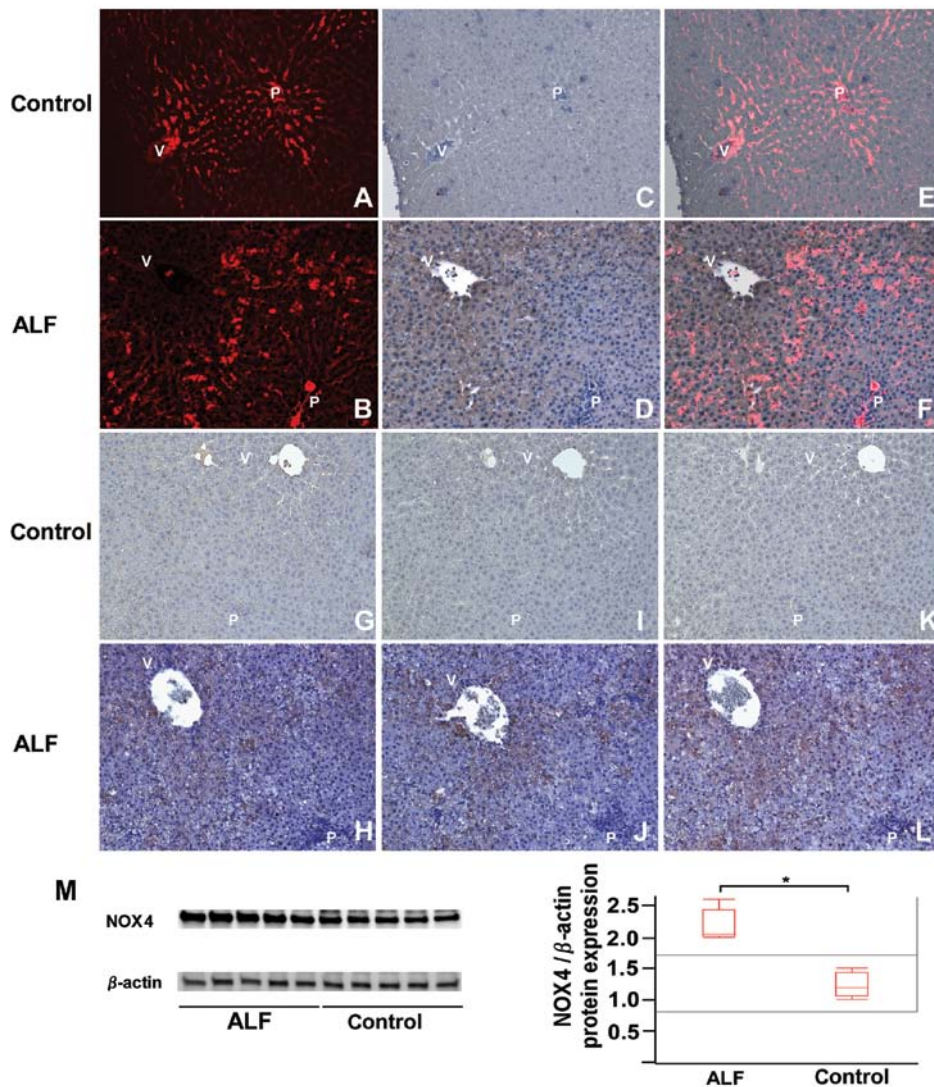 Control
P
V
A
P
V
C
P
V
E
ALF
V
P
B
V
P
D
V
P
F
Control
V
P
G
V
P
I
V
P
K
ALF
V
P
H
V
P
J
V
P
L
M
NOX4
β-actin
ALF
Control
NOX4 / β-actin
protein expression
2.5
2.0
1.5
1.0
0.5
*
ALF
Control